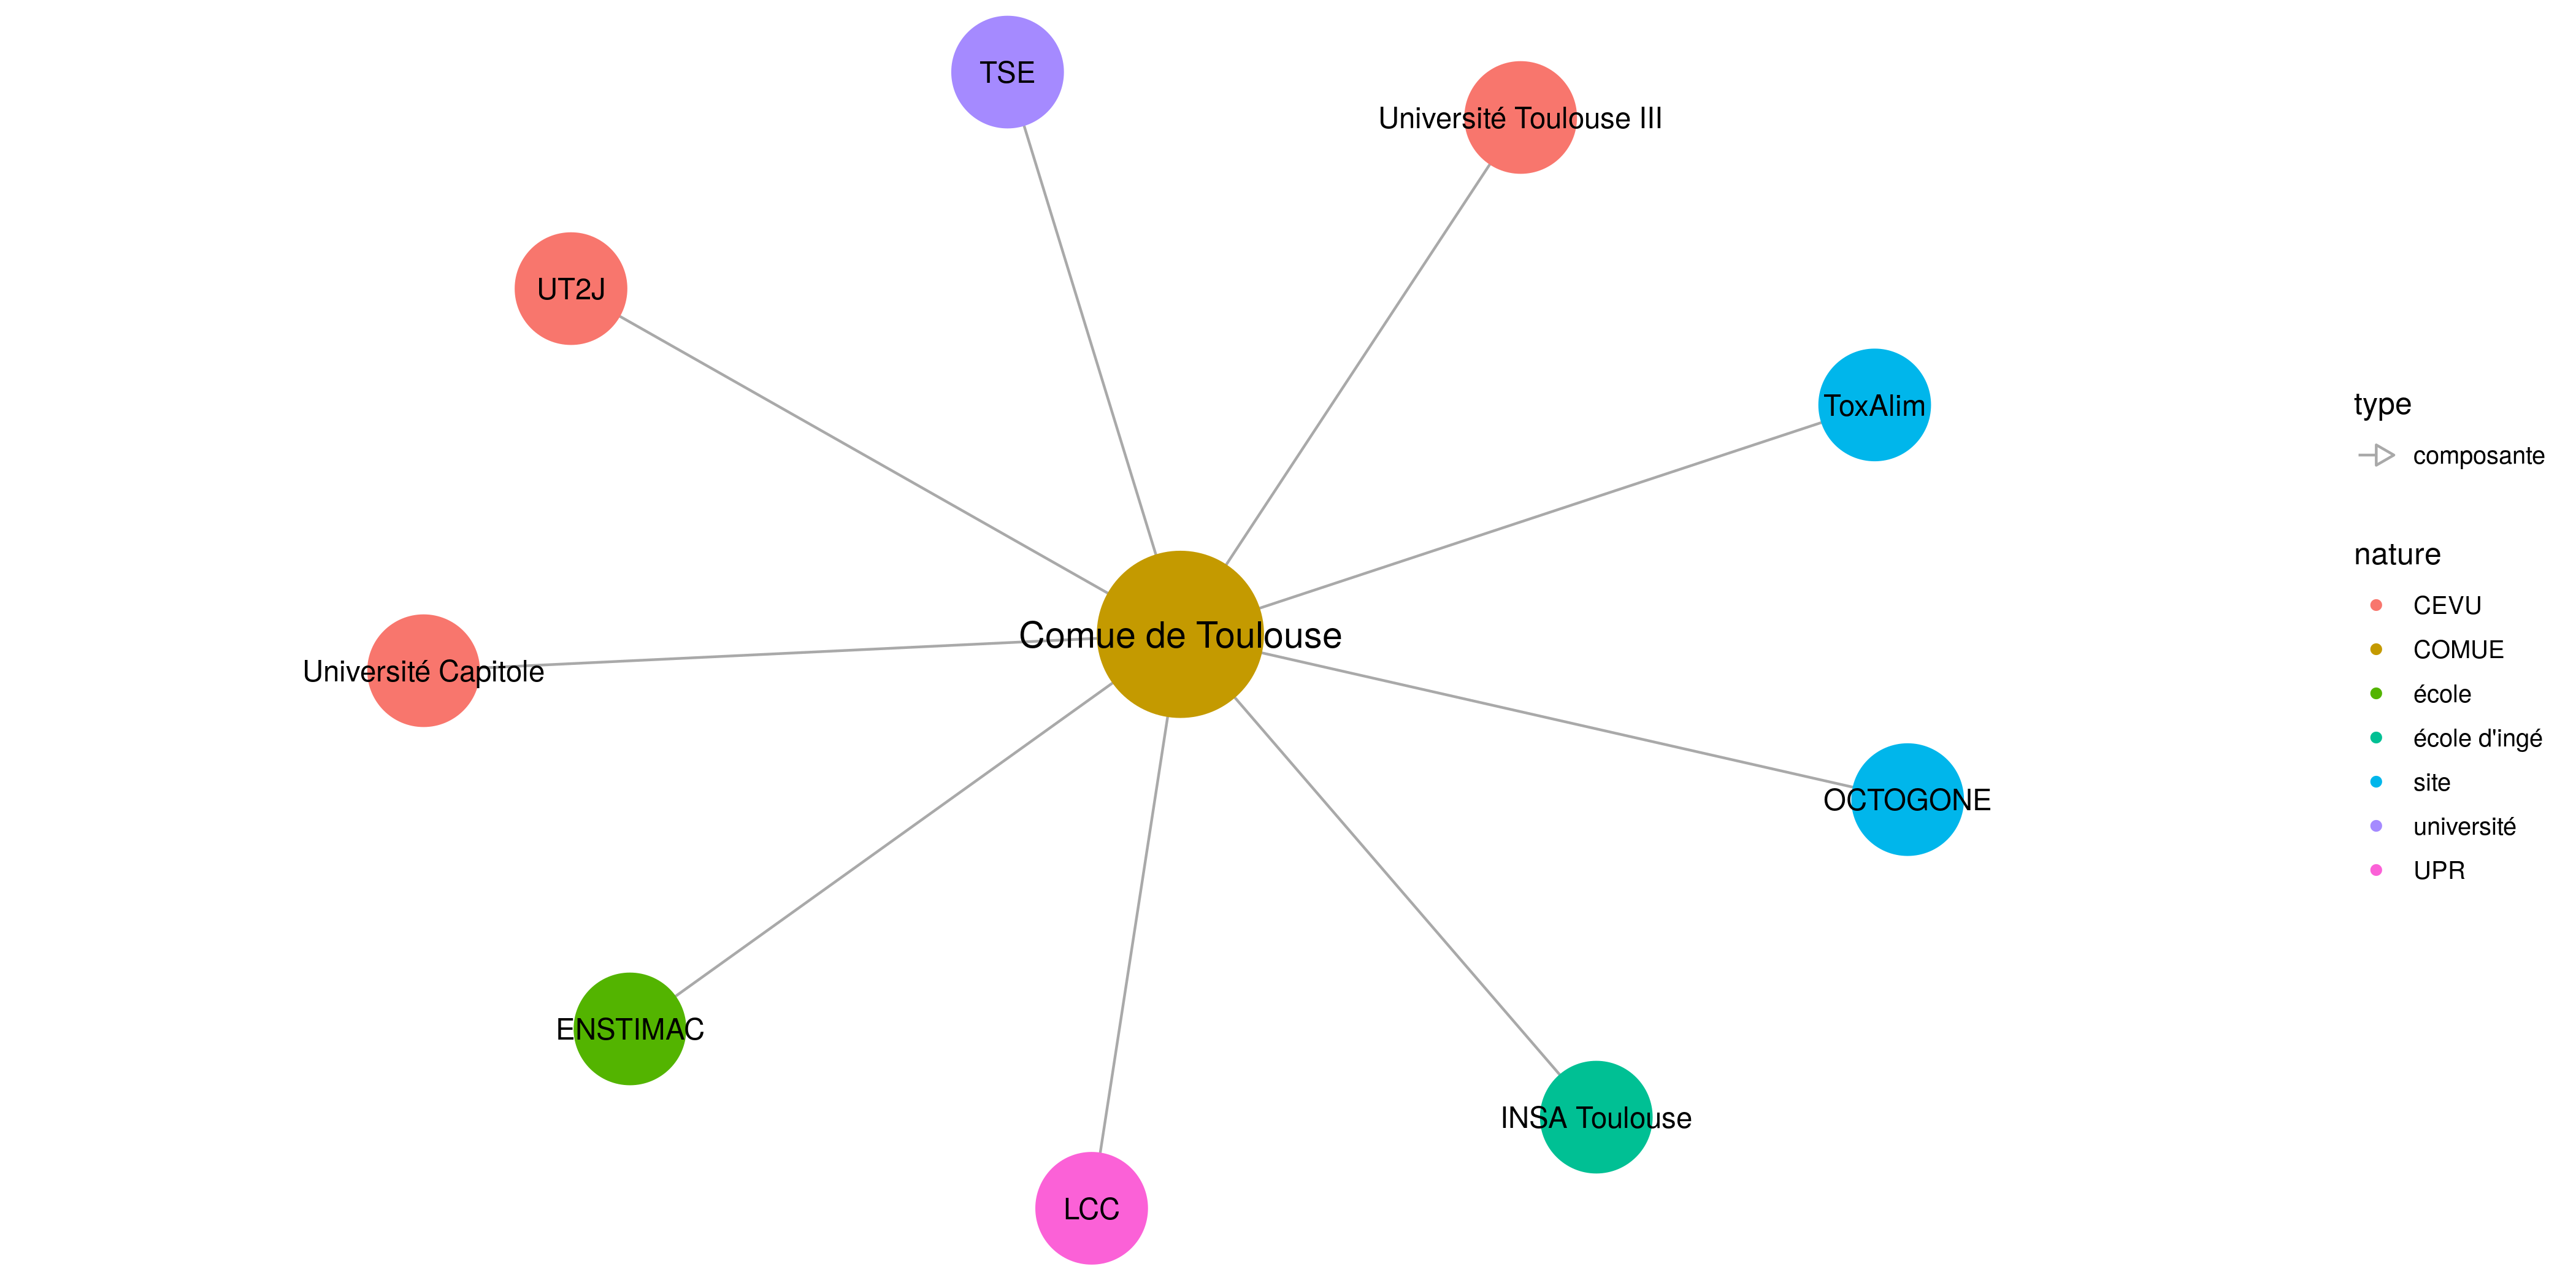 TSE
Université Toulouse III
UT2J
ToxAlim
Comue de Toulouse
Université Capitole
OCTOGONE
ENSTIMAC
INSA Toulouse
LCC
type
composante
nature
CEVU
COMUE
école
école d'ingé
site
université
UPR